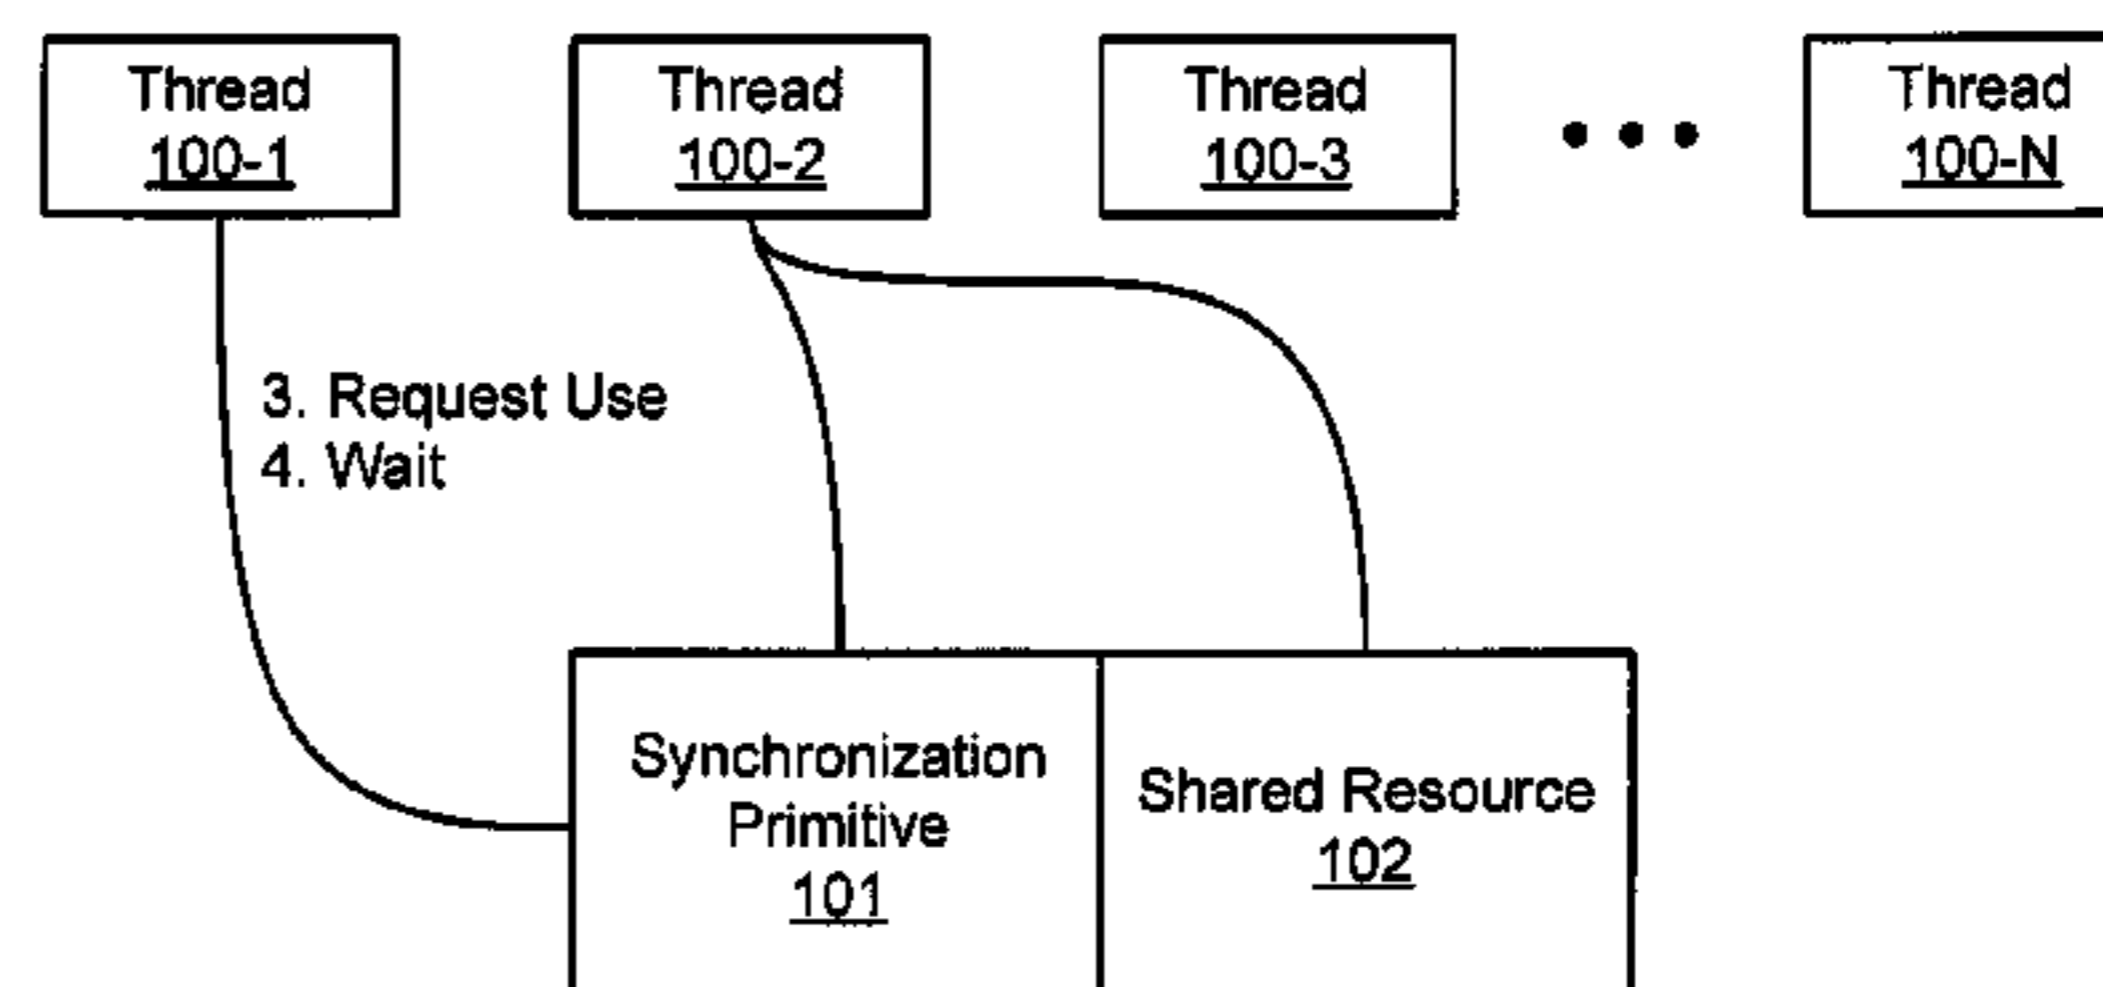 Thread
100-1
Thread
100-2
Thread
100-3
Thread
100-N
3. Request Use
4. Wait
Synchronization
Primitive
101
Shared Resource
102